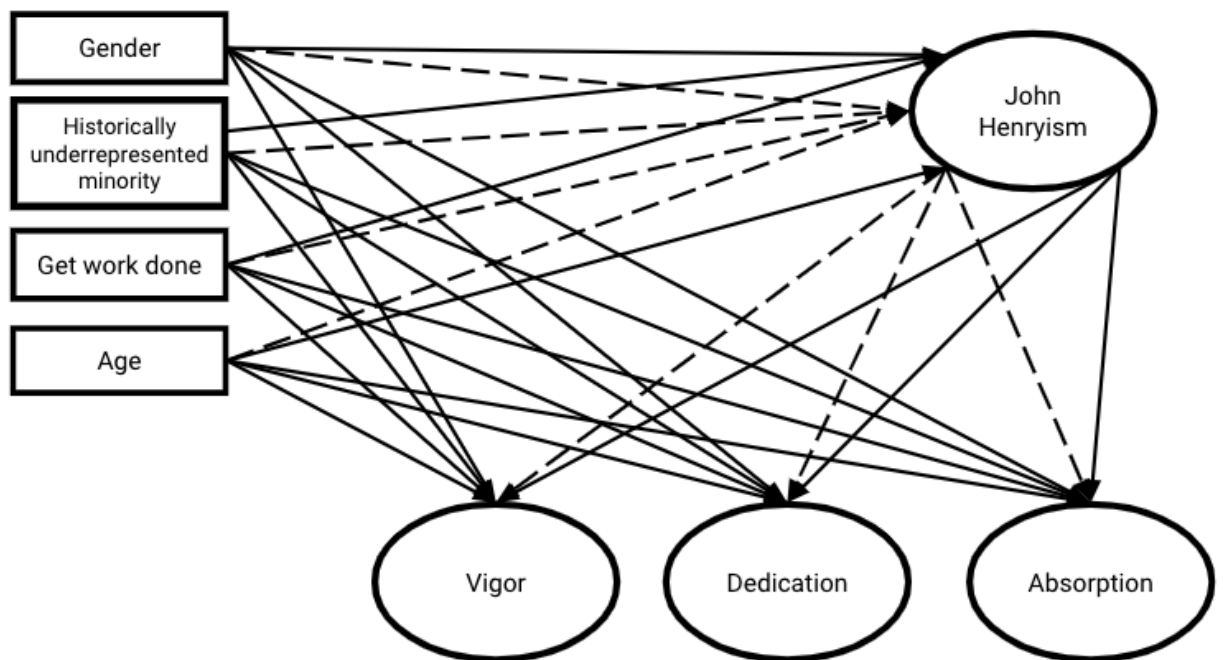 Gender
John
Henryism
Historically
underrepresented
minority
Get work done
Age
Vigor
Dedication
Absorption